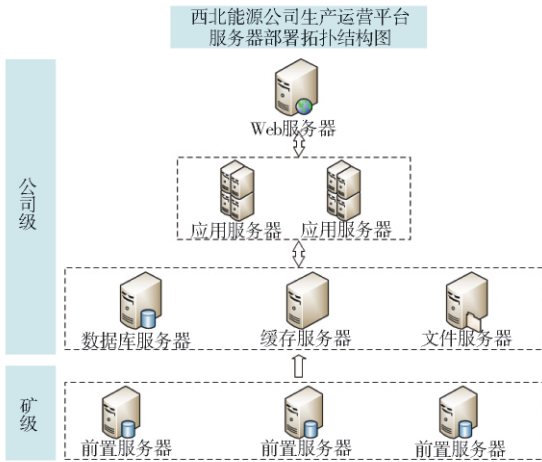 西北能源公司生产运营平台
服务器部署拓扑结构图
公司级
Web服务器
应用服务器 应用服务器
数据库服务器 缓存服务器 文件服务器
矿级
前置服务器 前置服务器 前置服务器